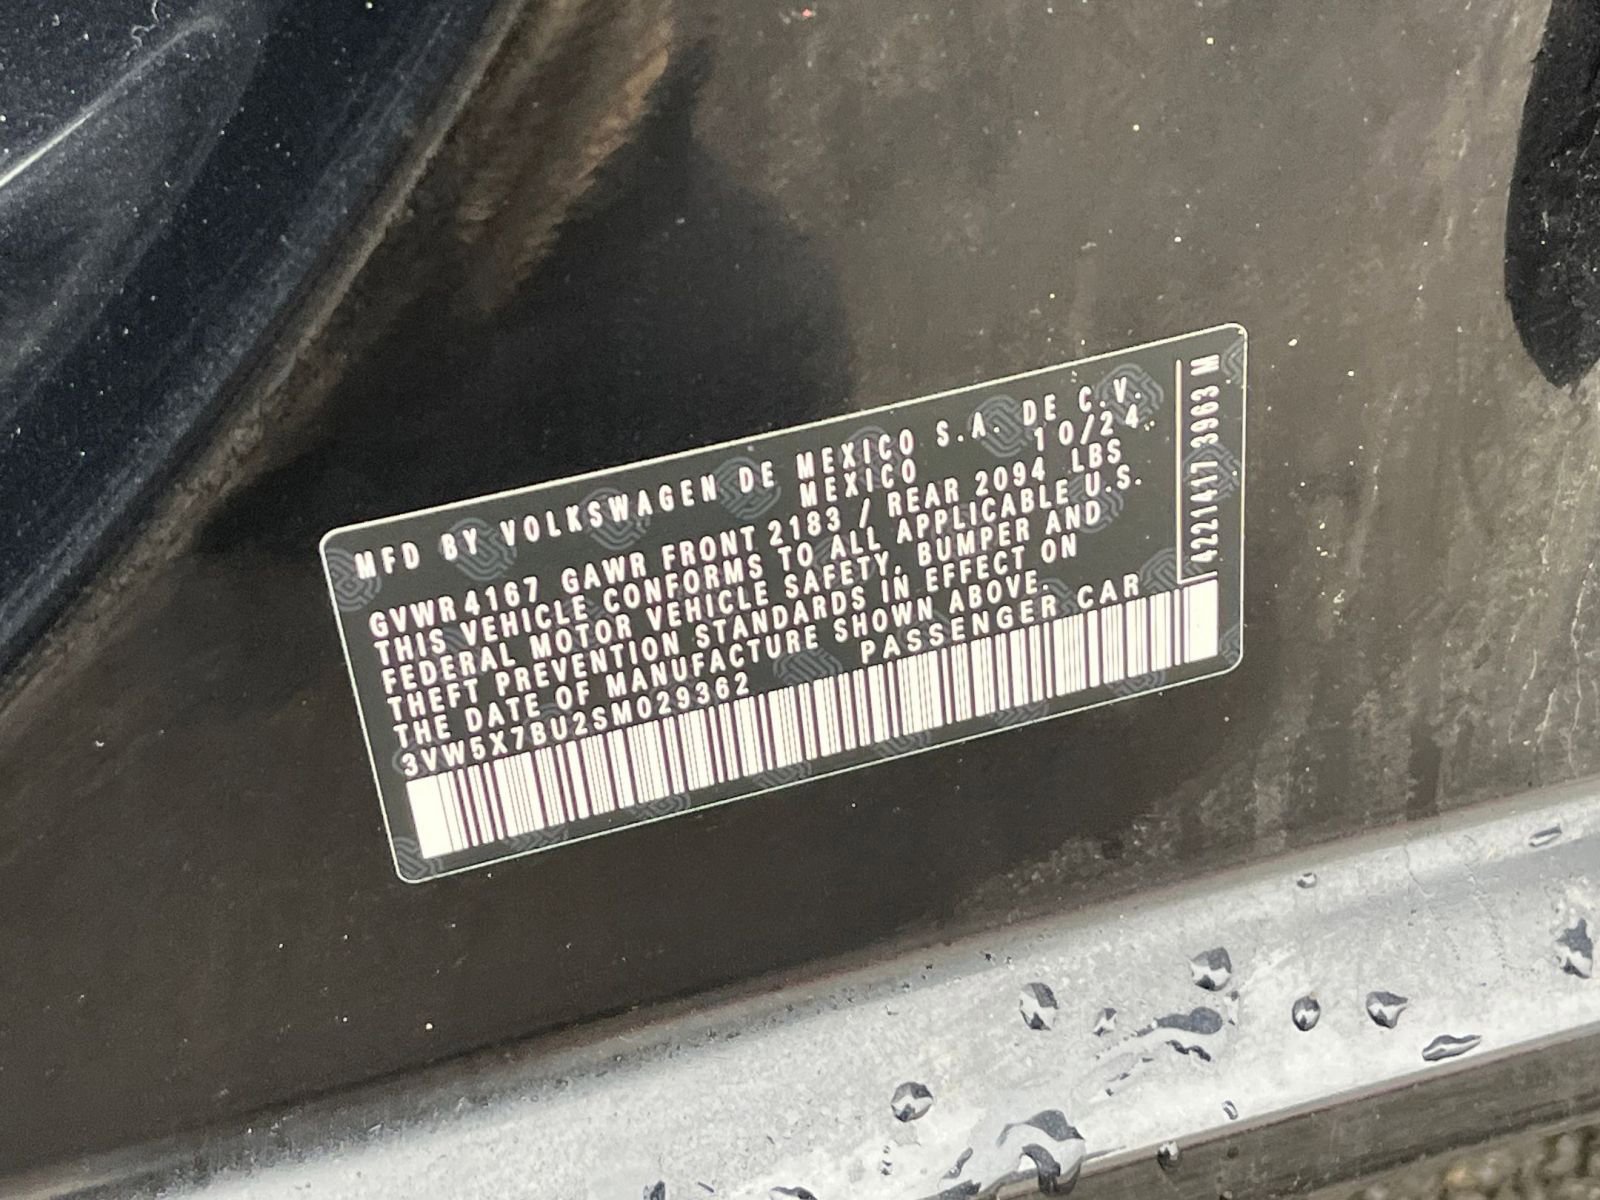 MFD BY VOLKSWAGEN DE MEXICO S.A. DE C.V.
MEXICO 10/24
GVWR 4167 GAWR FRONT 2183 / REAR 2094 LBS
THIS VEHICLE CONFORMS TO ALL APPLICABLE U.S.
FEDERAL MOTOR VEHICLE SAFETY, BUMPER AND
THEFT PREVENTION STANDARDS IN EFFECT ON
THE DATE OF MANUFACTURE SHOWN ABOVE.
3VW5X7BU2SM029362 PASSENGER CAR
4221417 3963 M